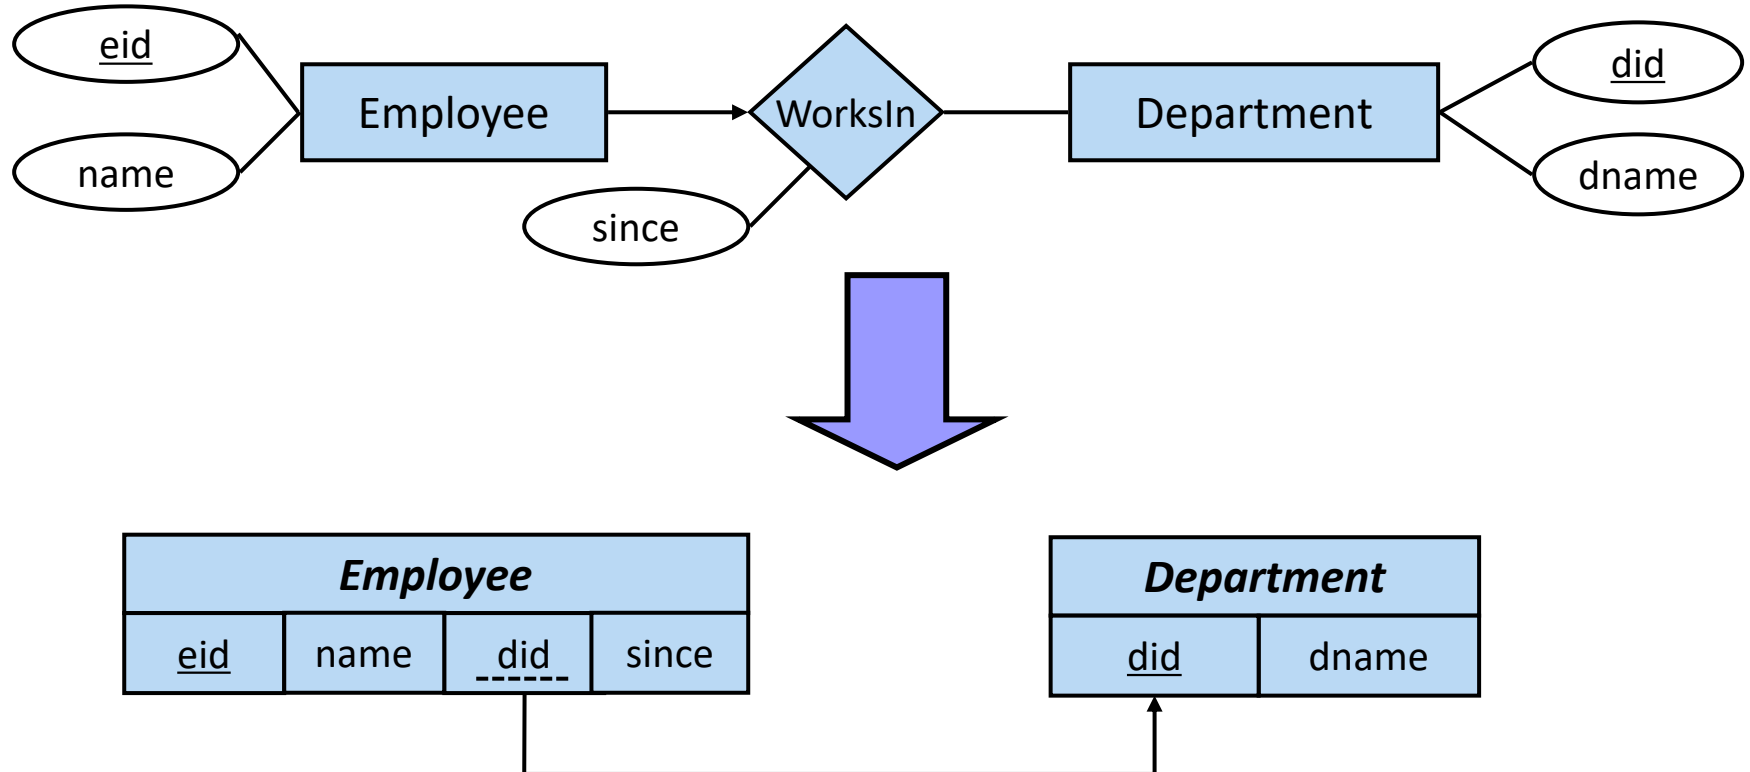 eid
name
Employee
WorksIn
since
Department
did
dname
Employee
eid name did since
Department
did dname